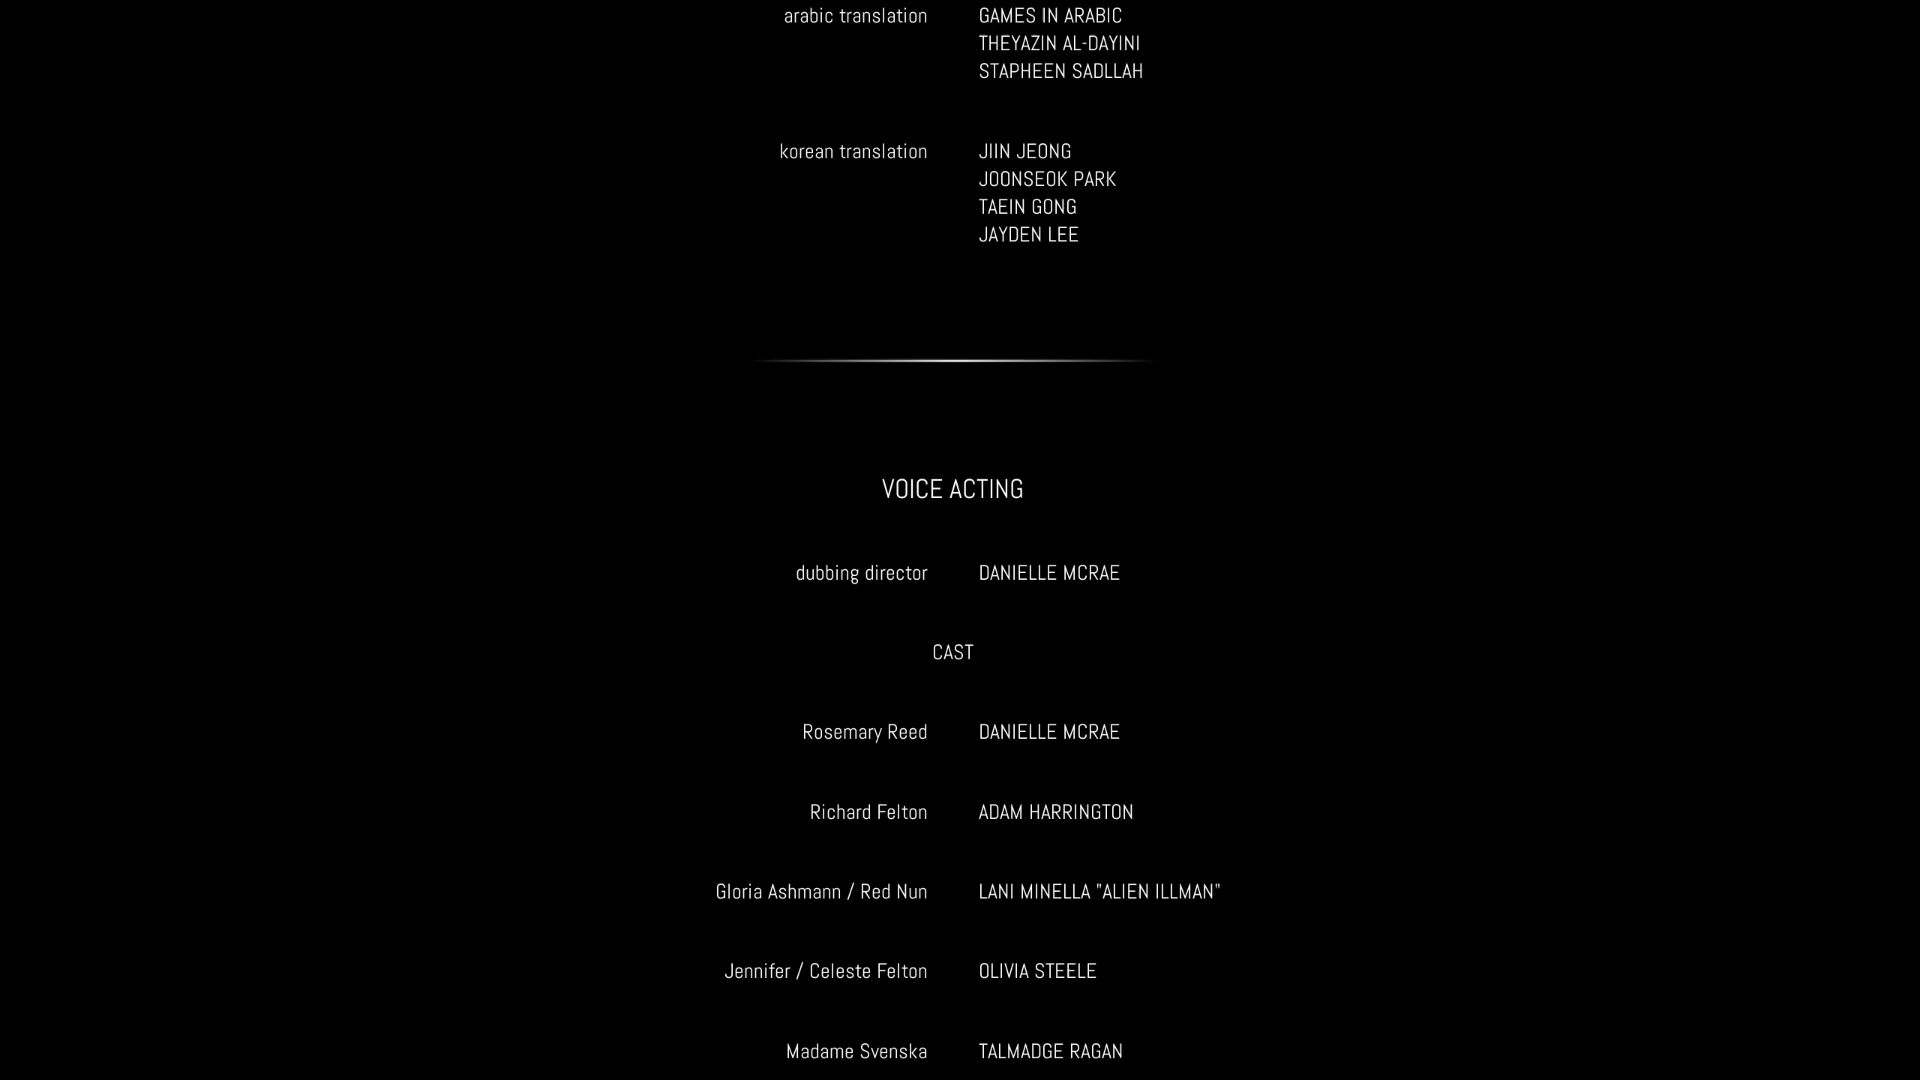 arabic translation GAMES IN ARABIC
THEYAZIN AL-DAYINI
STAPHEEN SADLLAH
korean translation JIIN JEONG
JOONSEOK PARK
TAEIN GONG
JAYDEN LEE
VOICE ACTING
dubbing director DANIELLE MCRAE
CAST
Rosemary Reed DANIELLE MCRAE
Richard Felton ADAM HARRINGTON
Gloria Ashmann / Red Nun LANI MINELLA "ALIEN ILLMAN"
Jennifer / Celeste Felton OLIVIA STEELE
Madame Svenska TALMADGE RAGAN